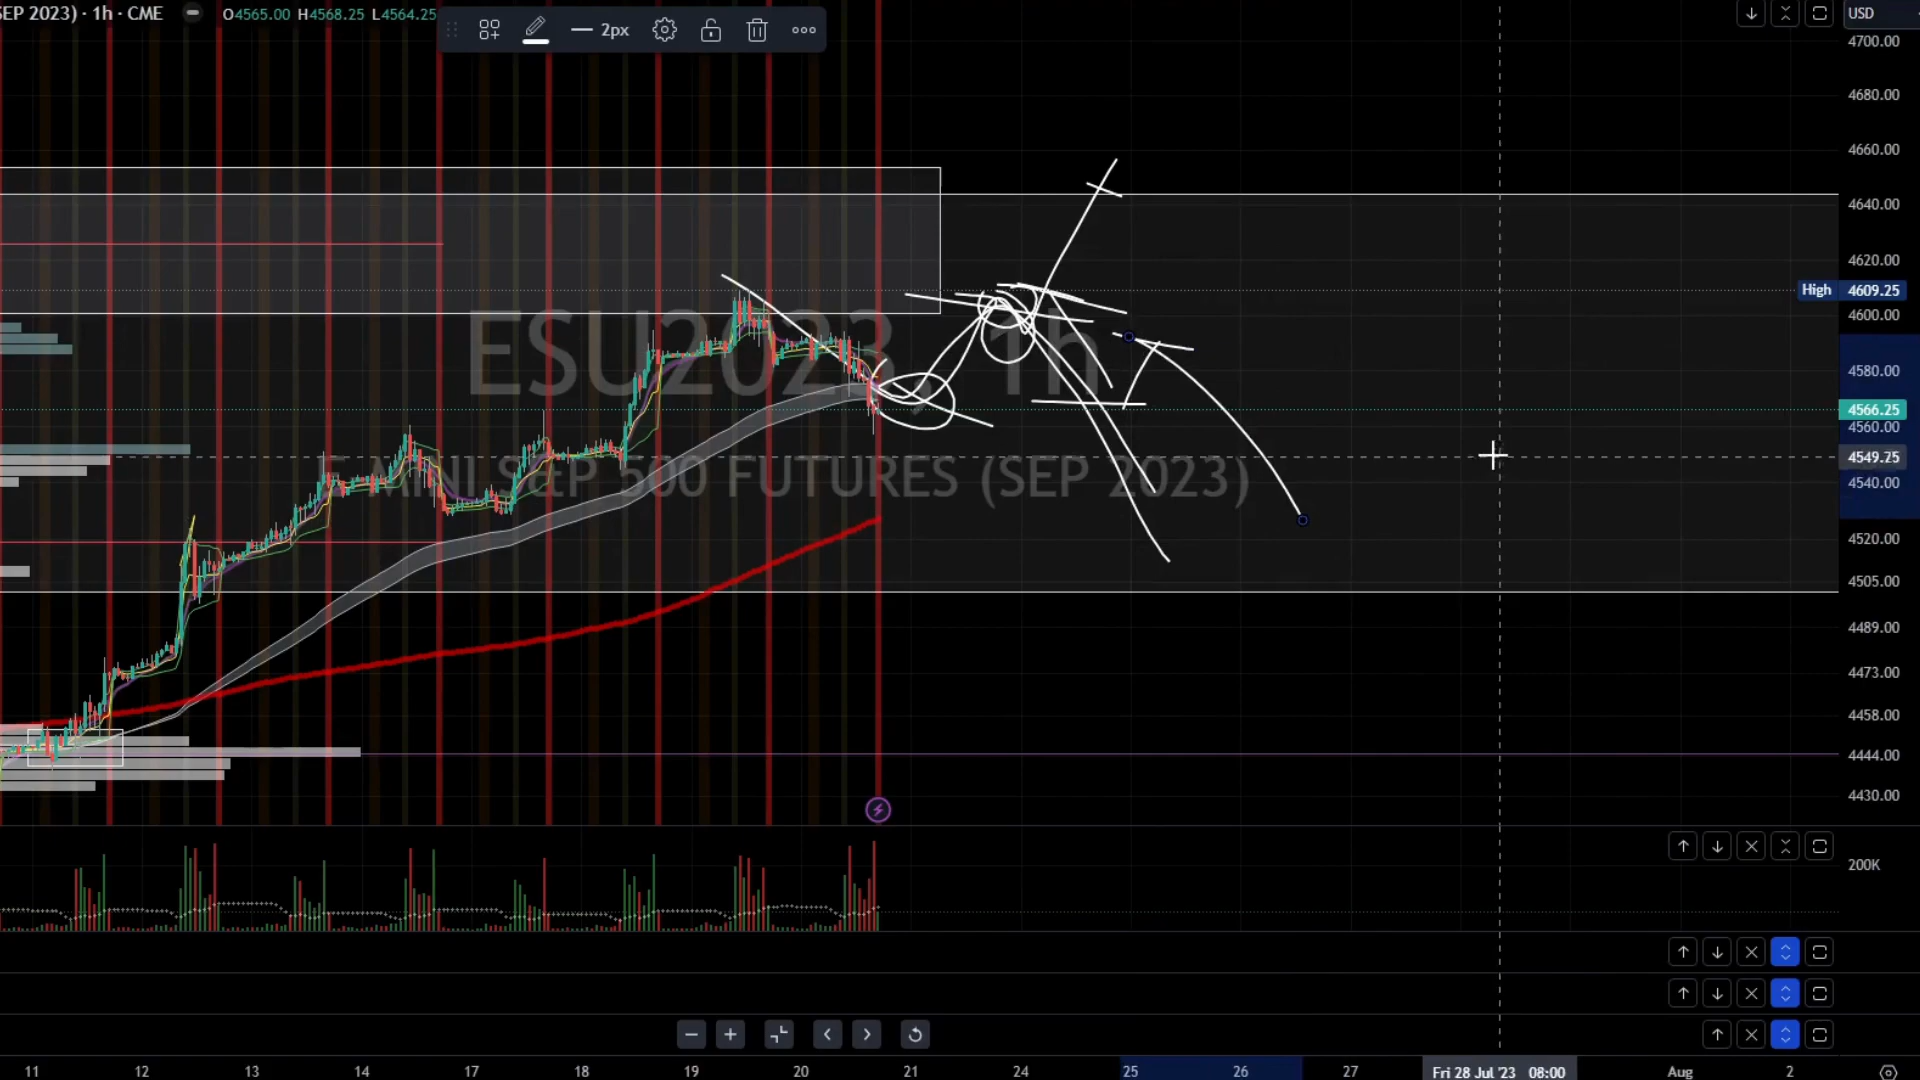 SEP 2023) · 1h · CME O4565.00 H4568.25 L4564.25
2px
USD
4700.00
4680.00
4660.00
4640.00
4620.00
High 4609.25
4600.00
4580.00
4566.25
4560.00
4549.25
4540.00
4520.00
4505.00
4489.00
4473.00
4458.00
4444.00
4430.00
ESU2023, 1h
E-MINI S&P 500 FUTURES (SEP 2023)
200K
11 12 13 14 17 18 19 20 21 24 25 26 27 Fri 28 Jul '23 08:00 Aug 2